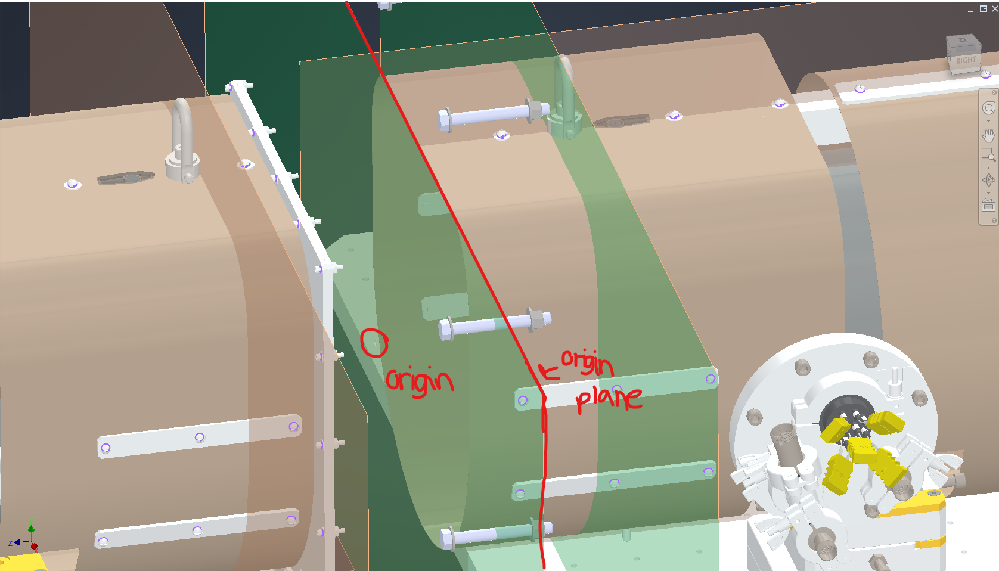 RIGHT
origin
origin
plane
Y
Z
X